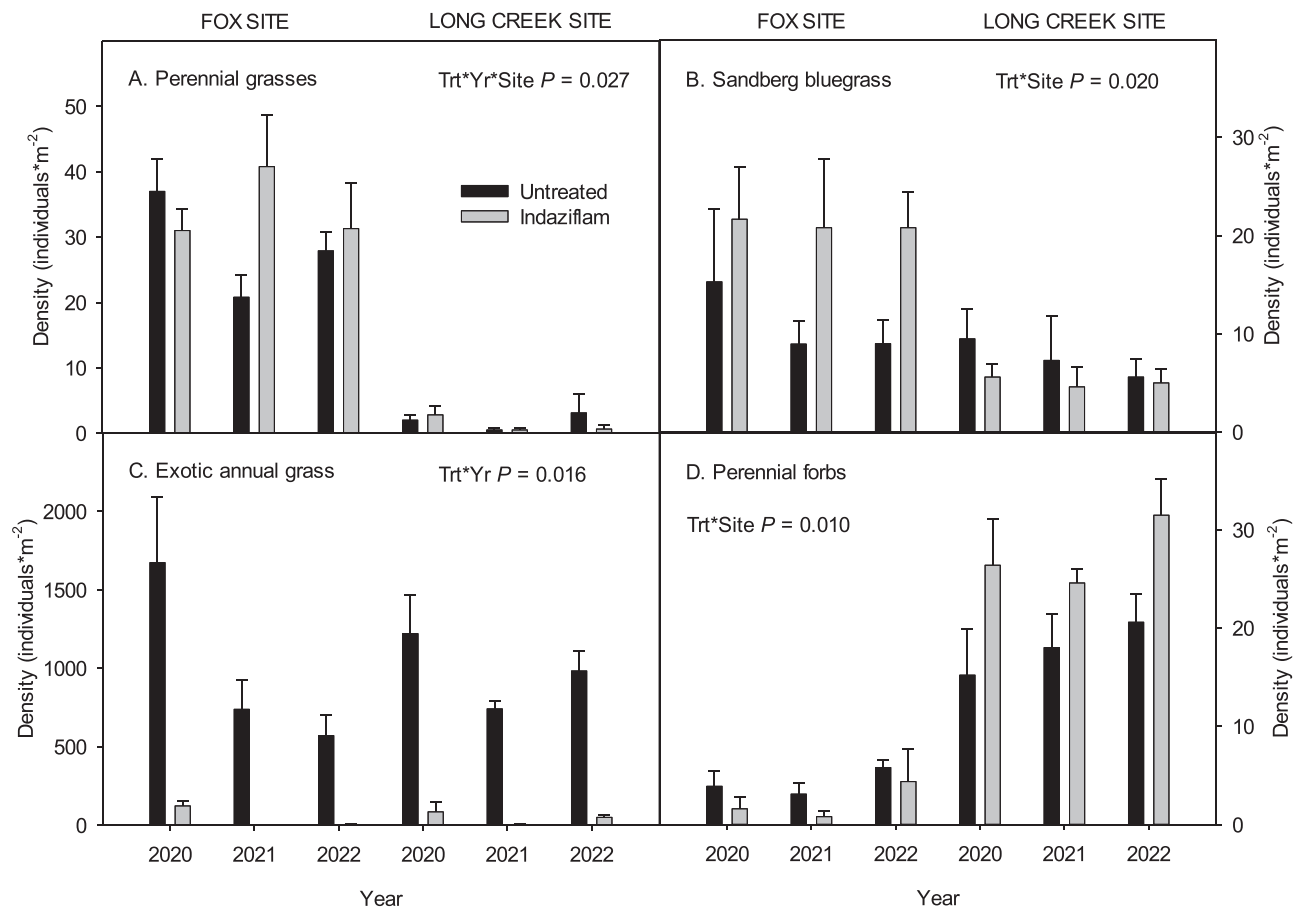 FOX SITE LONG CREEK SITE FOX SITE LONG CREEK SITE
A. Perennial grasses Trt*Yr*Site P = 0.027
B. Sandberg bluegrass Trt*Site P = 0.020
Untreated
Indaziflam
Density (individuals*m-2)
50
40
30
20
10
0
Density (individuals*m-2)
30
20
10
0
C. Exotic annual grass Trt*Yr P = 0.016
D. Perennial forbs
Trt*Site P = 0.010
Density (individuals*m-2)
2000
1500
1000
500
0
Density (individuals*m-2)
30
20
10
0
2020 2021 2022 2020 2021 2022
2020 2021 2022 2020 2021 2022
Year
Year